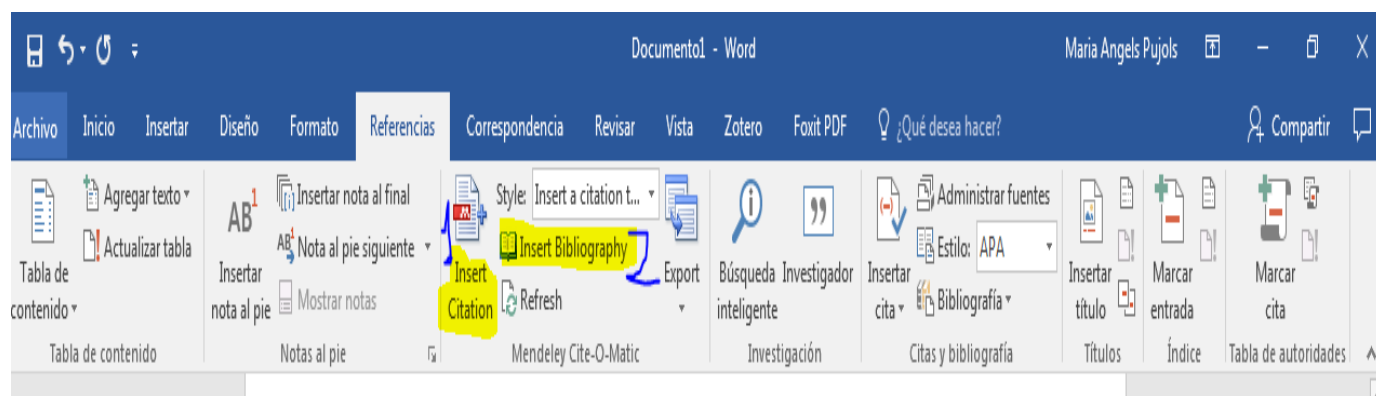 Documento1 - Word
Maria Angels Pujols
Archivo Inicio Insertar Diseño Formato Referencias Correspondencia Revisar Vista Zotero Foxit PDF ¿Qué desea hacer? Compartir
Tabla de
contenido
Agregar texto
Actualizar tabla
Tabla de contenido
AB1
Insertar
nota al pie
Insertar nota al final
Nota al pie siguiente
Mostrar notas
Notas al pie
1
Insert
Citation
Style: Insert a citation t...
Insert Bibliography
2
Refresh
Export
Mendeley Cite-O-Matic
Búsqueda
inteligente
Investigador
Investigación
Insertar
cita
Administrar fuentes
Estilo: APA
Bibliografía
Citas y bibliografía
Insertar
título
Títulos
Marcar
entrada
Índice
Marcar
cita
Tabla de autoridades